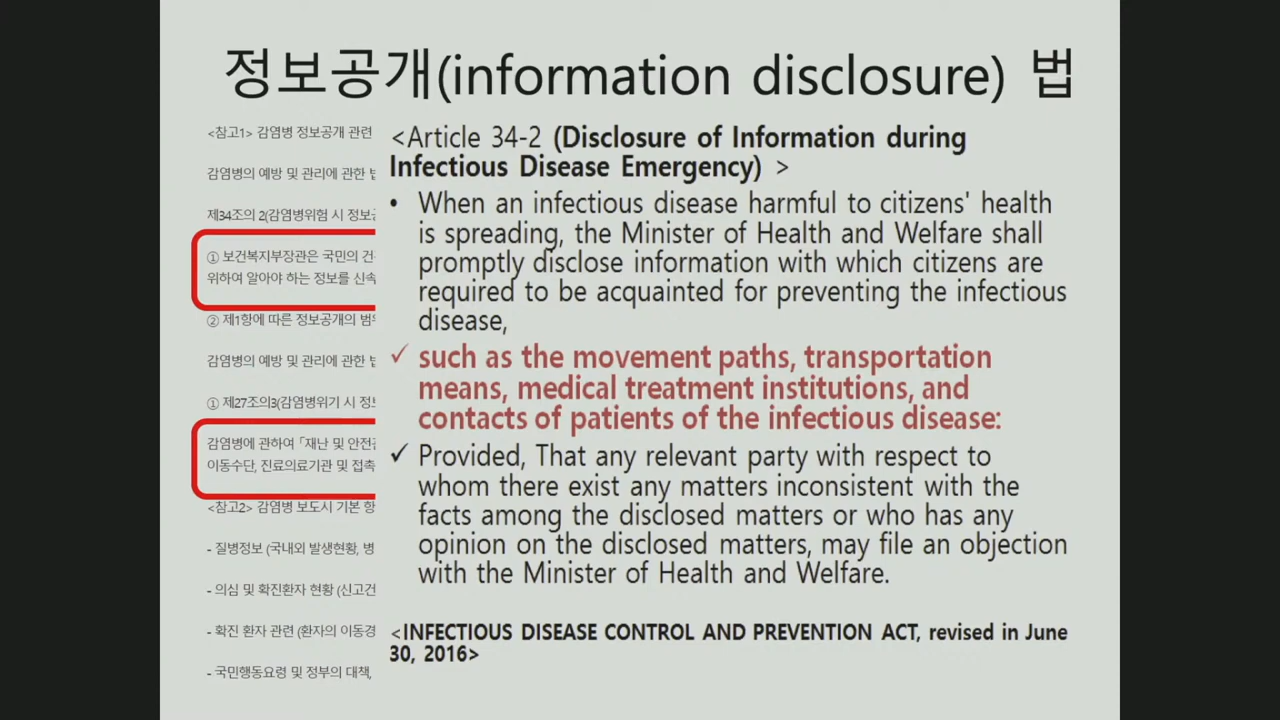 정보공개(information disclosure) 법
<참고1> 감염병 정보공개 관련
감염병의 예방 및 관리에 관한
제34조의 2(감염병위험 시
① 보건복지부장관은 국민의
위하여 알아야 하는 정보를 신속
② 제1항에 따른 정보공개의
감염병의 예방 및 관리에 관한
① 제27조의3(감염병위기 시
감염병에 관하여 「재난 및
이동수단, 진료의료기관 및 접촉
<참고2> 감염병 보도시 기본 항
- 질병정보 (국내외 발생현황, 병
- 의심 및 확진환자 현황 (신고건
- 확진 환자 관련 (환자의 이동경
- 국민행동요령 및 정부의 대책,
<Article 34-2 (Disclosure of Information during
Infectious Disease Emergency) >
• When an infectious disease harmful to citizens' health
is spreading, the Minister of Health and Welfare shall
promptly disclose information with which citizens are
required to be acquainted for preventing the infectious
disease,
✓ such as the movement paths, transportation
means, medical treatment institutions, and
contacts of patients of the infectious disease:
✓ Provided, That any relevant party with respect to
whom there exist any matters inconsistent with the
facts among the disclosed matters or who has any
opinion on the disclosed matters, may file an objection
with the Minister of Health and Welfare.
<INFECTIOUS DISEASE CONTROL AND PREVENTION ACT, revised in June
30, 2016>